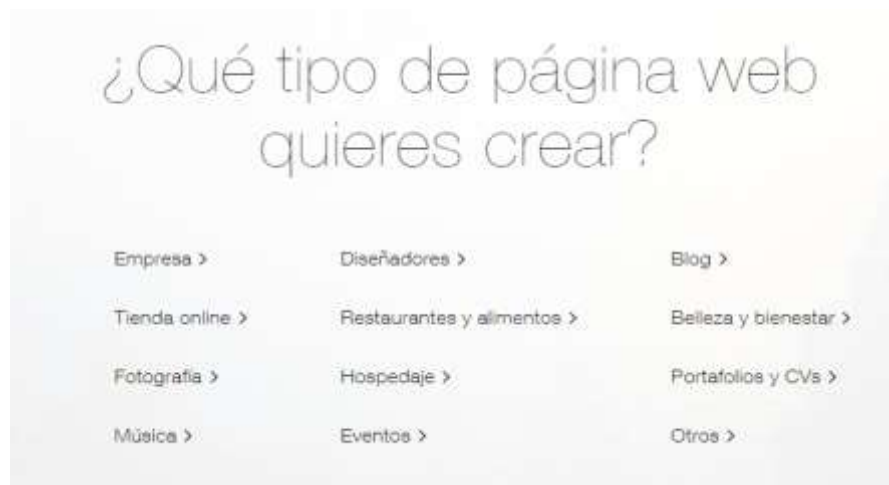 ¿Qué tipo de página web
quieres crear?
Empresa >
Diseñadores >
Blog >
Tienda online >
Restaurantes y alimentos >
Belleza y bienestar >
Fotografía >
Hospedaje >
Portafolios y CVs >
Música >
Eventos >
Otros >